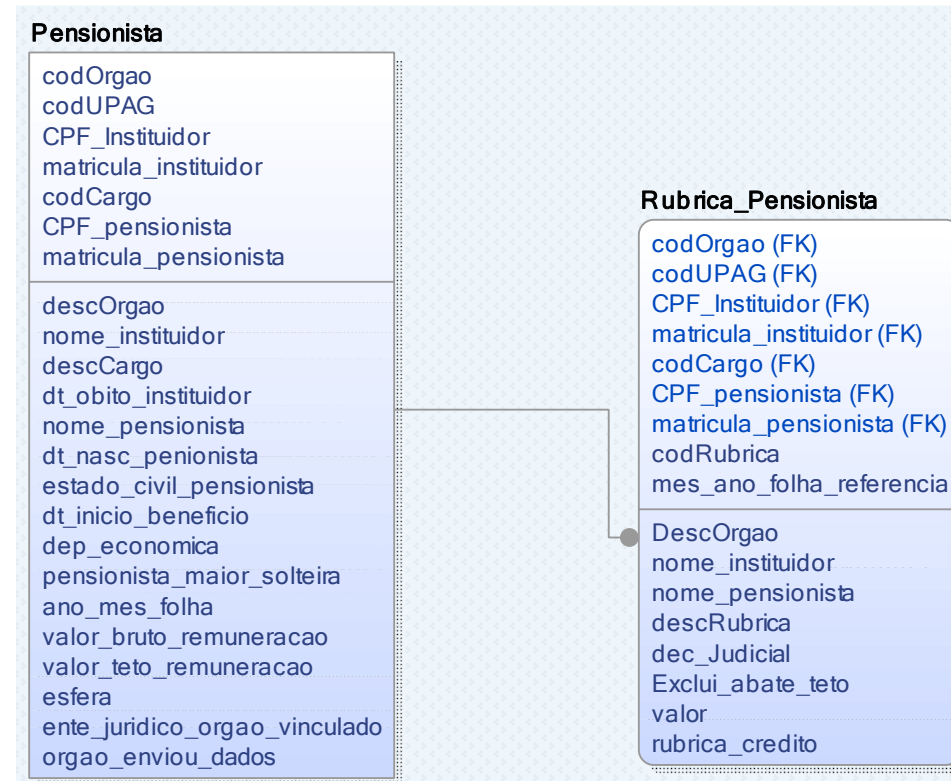 Pensionista
codOrgao
codUPAG
CPF_Instituidor
matricula_instituidor
codCargo
CPF_pensionista
matricula_pensionista
descOrgao
nome_instituidor
descCargo
dt_obito_instituidor
nome_pensionista
dt_nasc_penionista
estado_civil_pensionista
dt_inicio_beneficio
dep_economica
pensionista_maior_solteira
ano_mes_folha
valor_bruto_remuneracao
valor_teto_remuneracao
esfera
ente_juridico_orgao_vinculado
orgao_enviou_dados
Rubrica_Pensionista
codOrgao (FK)
codUPAG (FK)
CPF_Instituidor (FK)
matricula_instituidor (FK)
codCargo (FK)
CPF_pensionista (FK)
matricula_pensionista (FK)
codRubrica
mes_ano_folha_referencia
DescOrgao
nome_instituidor
nome_pensionista
descRubrica
dec_Judicial
Exclui_abate_teto
valor
rubrica_credito